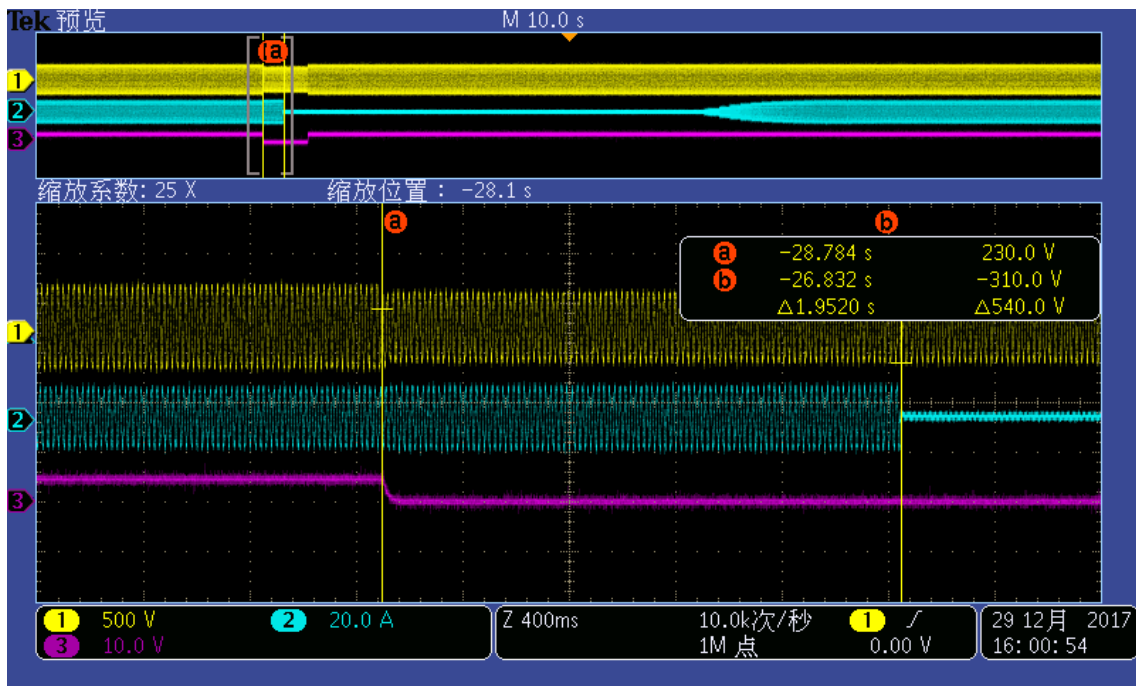 Tek 预览 M 10.0 s
a
1
2
3
缩放系数: 25 X 缩放位置： -28.1 s
a b
a -28.784 s 230.0 V
b -26.832 s -310.0 V
△1.9520 s △540.0 V
1
2
3
1 500 V 2 20.0 A Z 400ms 10.0k次/秒 1 29 12月 2017
3 10.0 V 1M 点 0.00 V 16:00:54